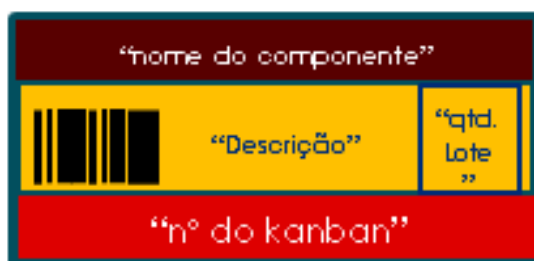 “nome do componente”
“Descrição”
“qtd.
Lote
”
“nº do kanban”